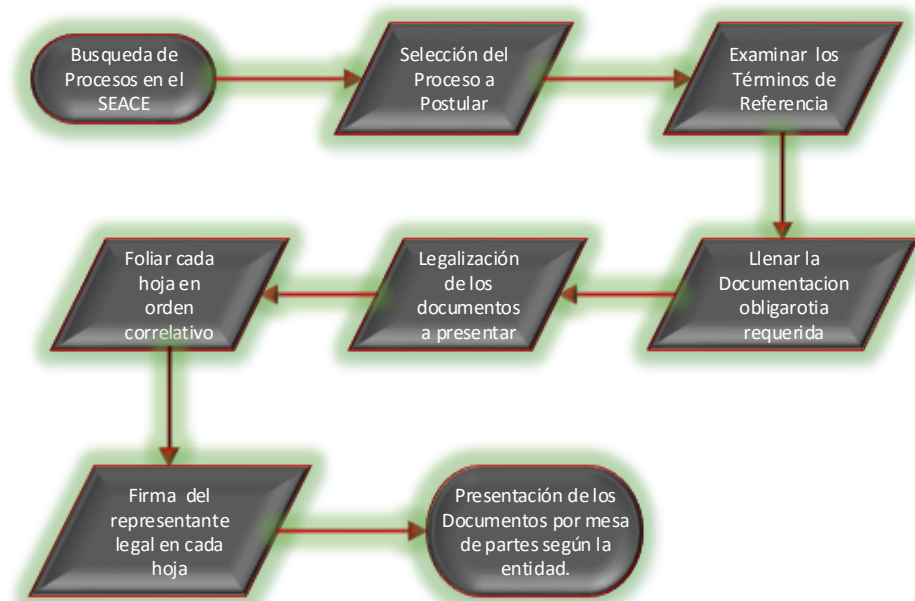 Busqueda de
Procesos en el
SEACE
Selección del
Proceso a
Postular
Examinar los
Términos de
Referencia
Llenar la
Documentacion
obligarotia
requerida
Legalización
de los
documentos
a presentar
Foliar cada
hoja en
orden
correlativo
Firma del
representante
legal en cada
hoja
Presentación de los
Documentos por mesa
de partes según la
entidad.